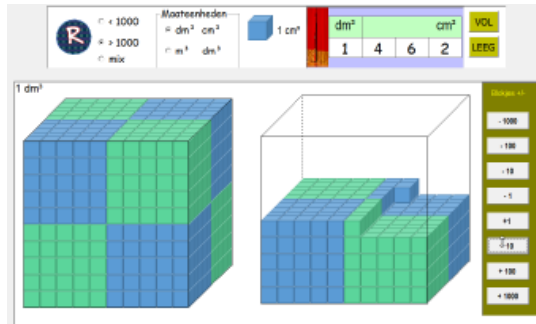 R
< 1000
> 1000
mix
Maateenheden
dm³ cm³
m³ dm³
1 cm³
dm³ cm³
1 4 6 2
VOL
LEEG
1 dm³
Blokjes +/-
- 1000
- 100
- 10
- 1
+1
10
+ 100
+ 1000